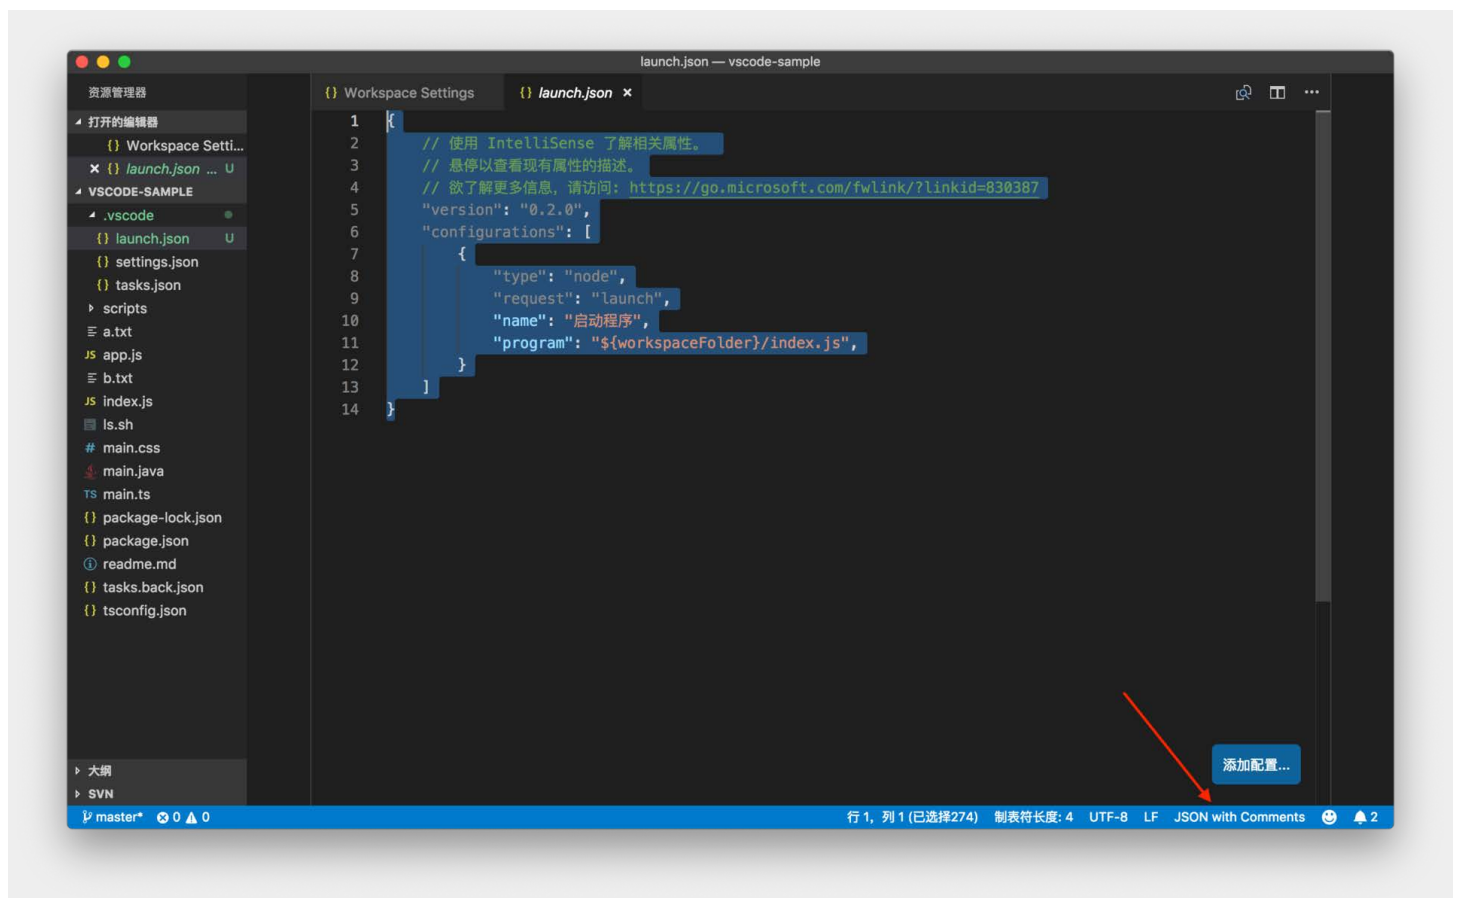 launch.json — vscode-sample
资源管理器
打开的编辑器
{} Workspace Setti...
× {} launch.json ... U
VSCODE-SAMPLE
.vscode
{} launch.json U
{} settings.json
{} tasks.json
scripts
a.txt
JS app.js
b.txt
JS index.js
ls.sh
# main.css
main.java
TS main.ts
{} package-lock.json
{} package.json
readme.md
{} tasks.back.json
{} tsconfig.json
大纲
SVN
{} Workspace Settings {} launch.json ×
1 {
2 // 使用 IntelliSense 了解相关属性。
3 // 悬停以查看现有属性的描述。
4 // 欲了解更多信息，请访问: https://go.microsoft.com/fwlink/?linkid=830387
5 "version": "0.2.0",
6 "configurations": [
7 {
8 "type": "node",
9 "request": "launch",
10 "name": "启动程序",
11 "program": "${workspaceFolder}/index.js",
12 }
13 ]
14 }
添加配置...
master* 0 0 行 1，列 1 (已选择274) 制表符长度: 4 UTF-8 LF JSON with Comments 2